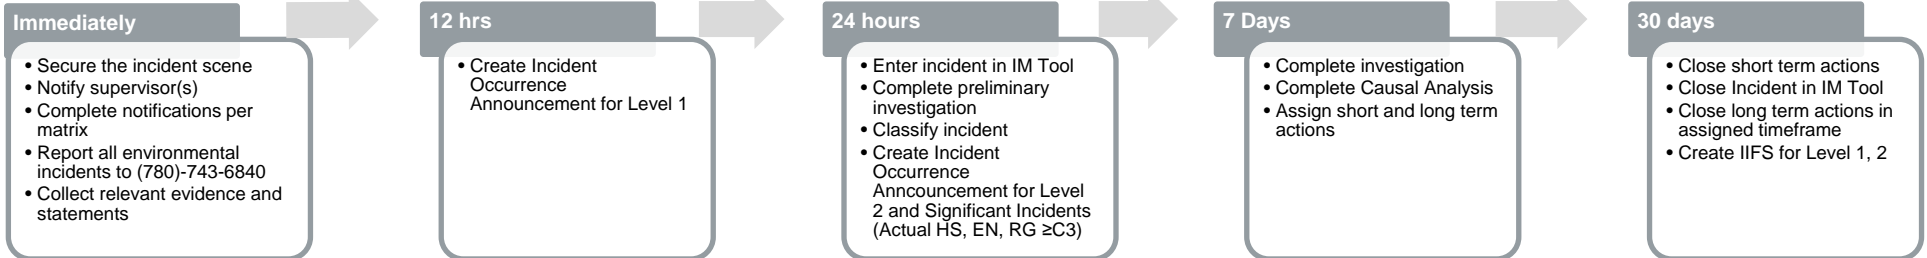 Immediately
• Secure the incident scene
• Notify supervisor(s)
• Complete notifications per
matrix
• Report all environmental
incidents to (780)-743-6840
• Collect relevant evidence and
statements
12 hrs
• Create Incident
Occurrence
Announcement for Level 1
24 hours
• Enter incident in IM Tool
• Complete preliminary
investigation
• Classify incident
• Create Incident
Occurrence
Anncouncement for Level
2 and Significant Incidents
(Actual HS, EN, RG ≥C3)
7 Days
• Complete investigation
• Complete Causal Analysis
• Assign short and long term
actions
30 days
• Close short term actions
• Close Incident in IM Tool
• Close long term actions in
assigned timeframe
• Create IIFS for Level 1, 2